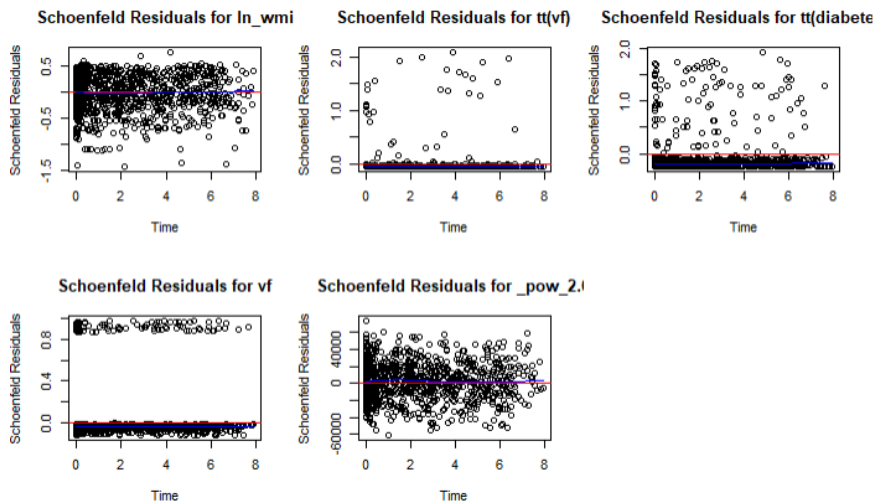 Schoenfeld Residuals for ln_wmi
Schoenfeld Residuals
0.5
-0.5
-1.5
0 2 4 6 8
Time
Schoenfeld Residuals for tt(vf)
Schoenfeld Residuals
2.0
1.0
0.0
0 2 4 6 8
Time
Schoenfeld Residuals for tt(diabete
Schoenfeld Residuals
2.0
1.0
0.0
0 2 4 6 8
Time
Schoenfeld Residuals for vf
Schoenfeld Residuals
0.8
0.4
0.0
0 2 4 6 8
Time
Schoenfeld Residuals for _pow_2.0
Schoenfeld Residuals
40000
0
-60000
0 2 4 6 8
Time